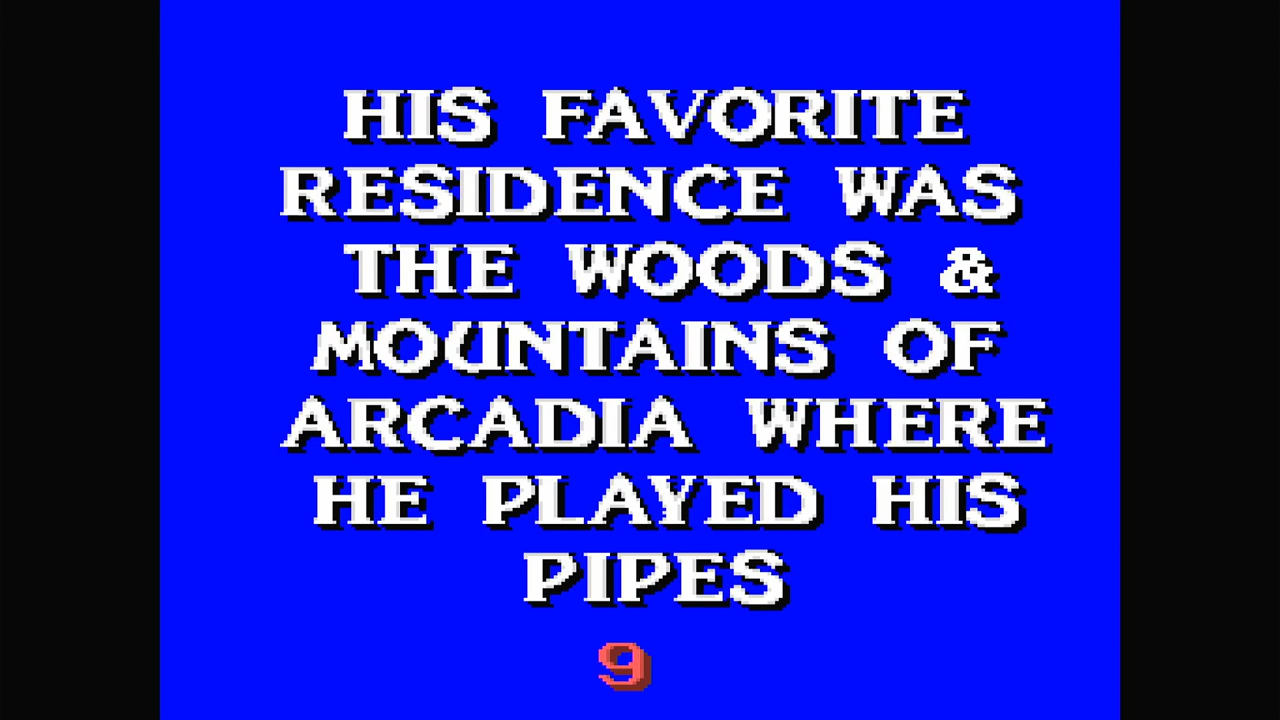 HIS FAVORITE
RESIDENCE WAS
THE WOODS &
MOUNTAINS OF
ARCADIA WHERE
HE PLAYED HIS
PIPES
9